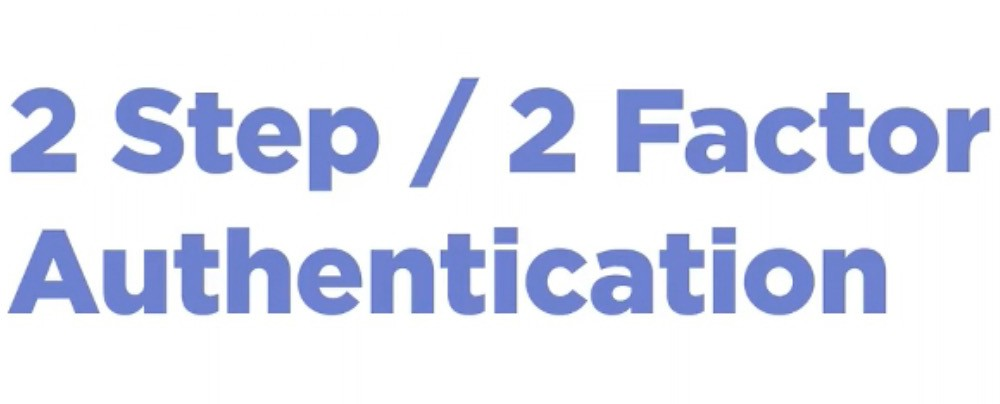 2 Step / 2 Factor
Authentication